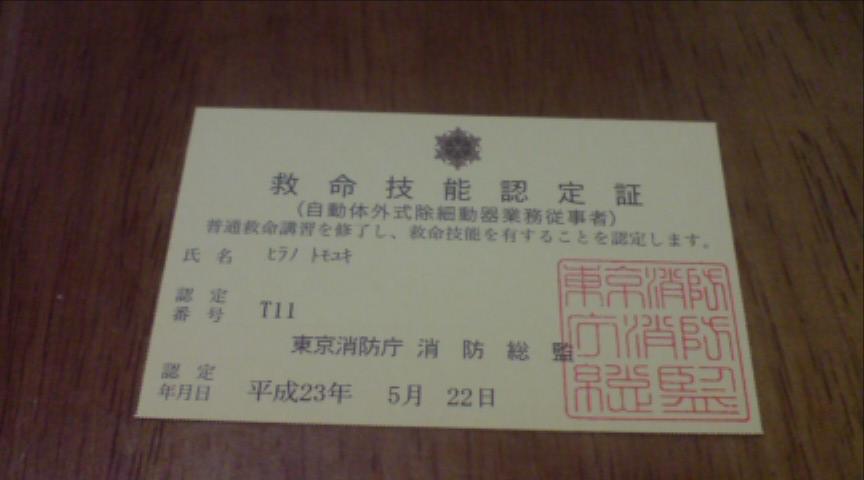 救命技能認定証
(自動体外式除細動器業務従事者)
普通救命講習を修了し、救命技能を有することを認定します。
氏名 ﾋﾗﾉ ﾄﾓﾕｷ
認定番号 T11
東京消防庁 消防総監
認定年月日 平成23年 5月 22日
東京消防
庁消防
総監